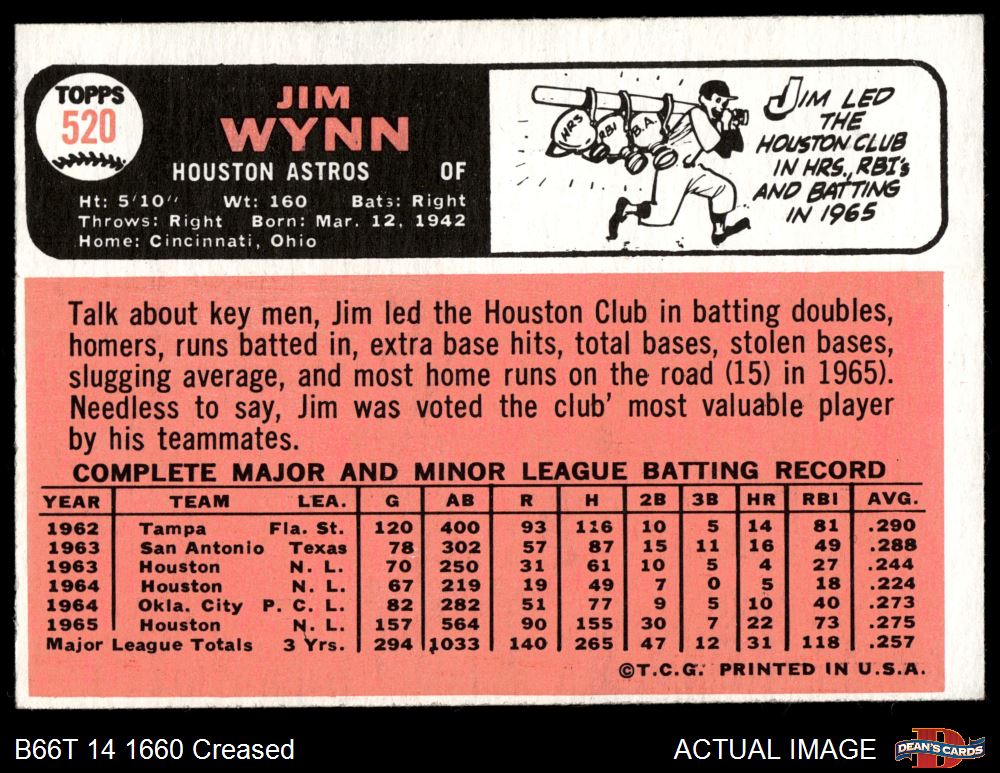 TOPPS
520
JIM
WYNN
HOUSTON ASTROS OF
Ht: 5'10" Wt: 160 Bats: Right
Throws: Right Born: Mar. 12, 1942
Home: Cincinnati, Ohio
HRS
RBI
B.A.
JIM LED
THE
HOUSTON CLUB
IN HRS., RBI's
AND BATTING
IN 1965
Talk about key men, Jim led the Houston Club in batting doubles,
homers, runs batted in, extra base hits, total bases, stolen bases,
slugging average, and most home runs on the road (15) in 1965).
Needless to say, Jim was voted the club' most valuable player
by his teammates.
COMPLETE MAJOR AND MINOR LEAGUE BATTING RECORD
YEAR TEAM LEA. G AB R H 2B 3B HR RBI AVG.
1962 Tampa Fla. St. 120 400 93 116 10 5 14 81 .290
1963 San Antonio Texas 78 302 57 87 15 11 16 49 .288
1963 Houston N. L. 70 250 31 61 10 5 4 27 .244
1964 Houston N. L. 67 219 19 49 7 0 5 18 .224
1964 Okla. City P. C. L. 82 282 51 77 9 5 10 40 .273
1965 Houston N. L. 157 564 90 155 30 7 22 73 .275
Major League Totals 3 Yrs. 294 1033 140 265 47 12 31 118 .257
©T.C.G. PRINTED IN U.S.A.
B66T 14 1660 Creased
ACTUAL IMAGE
DEAN'S CARDS